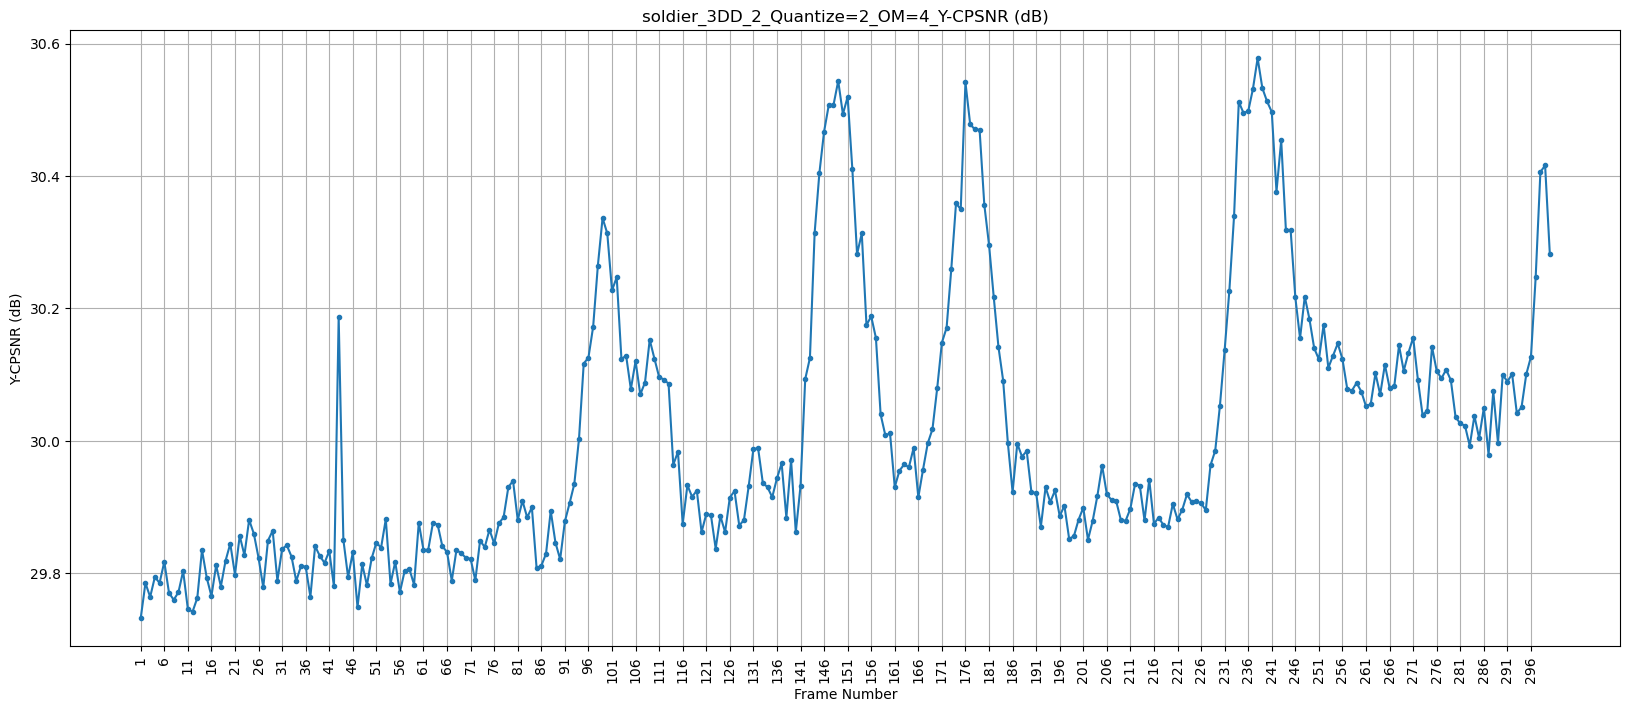 soldier_3DD_2_Quantize=2_OM=4_Y-CPSNR (dB)
Y-CPSNR (dB)
30.6
30.4
30.2
30.0
29.8
1 6 11 16 21 26 31 36 41 46 51 56 61 66 71 76 81 86 91 96 101 106 111 116 121 126 131 136 141 146 151 156 161 166 171 176 181 186 191 196 201 206 211 216 221 226 231 236 241 246 251 256 261 266 271 276 281 286 291 296
Frame Number